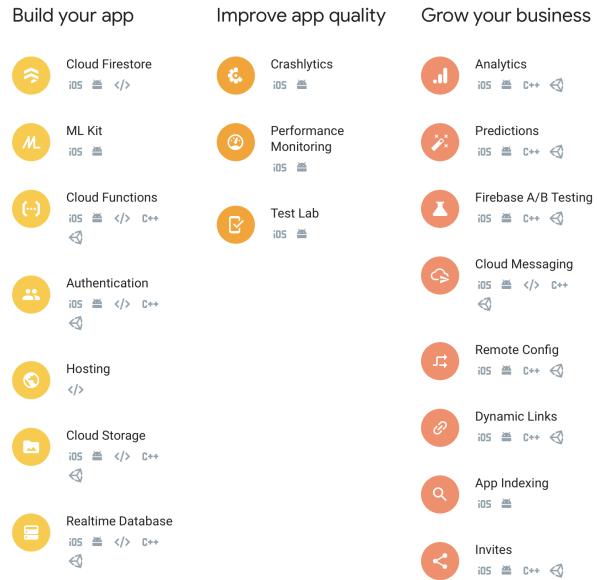 Build your app
Cloud Firestore
iOS </>
ML Kit
iOS
Cloud Functions
iOS </> C++
Authentication
iOS </> C++
Hosting
</>
Cloud Storage
iOS </> C++
Realtime Database
iOS </> C++
Improve app quality
Crashlytics
iOS
Performance
Monitoring
iOS
Test Lab
iOS
Grow your business
Analytics
iOS C++
Predictions
iOS C++
Firebase A/B Testing
iOS C++
Cloud Messaging
iOS </> C++
Remote Config
iOS C++
Dynamic Links
iOS C++
App Indexing
iOS
Invites
iOS C++